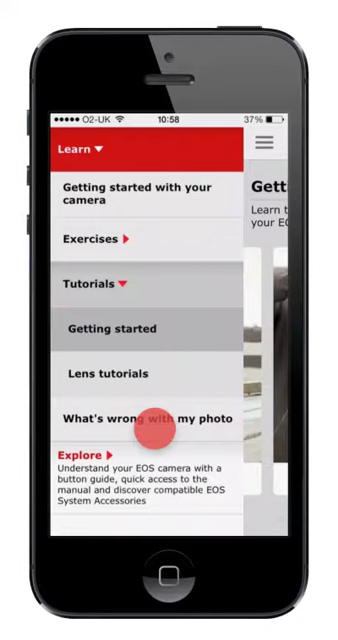 O2-UK 10:58 37%
Learn
Getting started with your
camera
Exercises
Tutorials
Getting started
Lens tutorials
What's wrong with my photo
Explore
Understand your EOS camera with a
button guide, quick access to the
manual and discover compatible EOS
System Accessories
Gett
Learn t
your EO